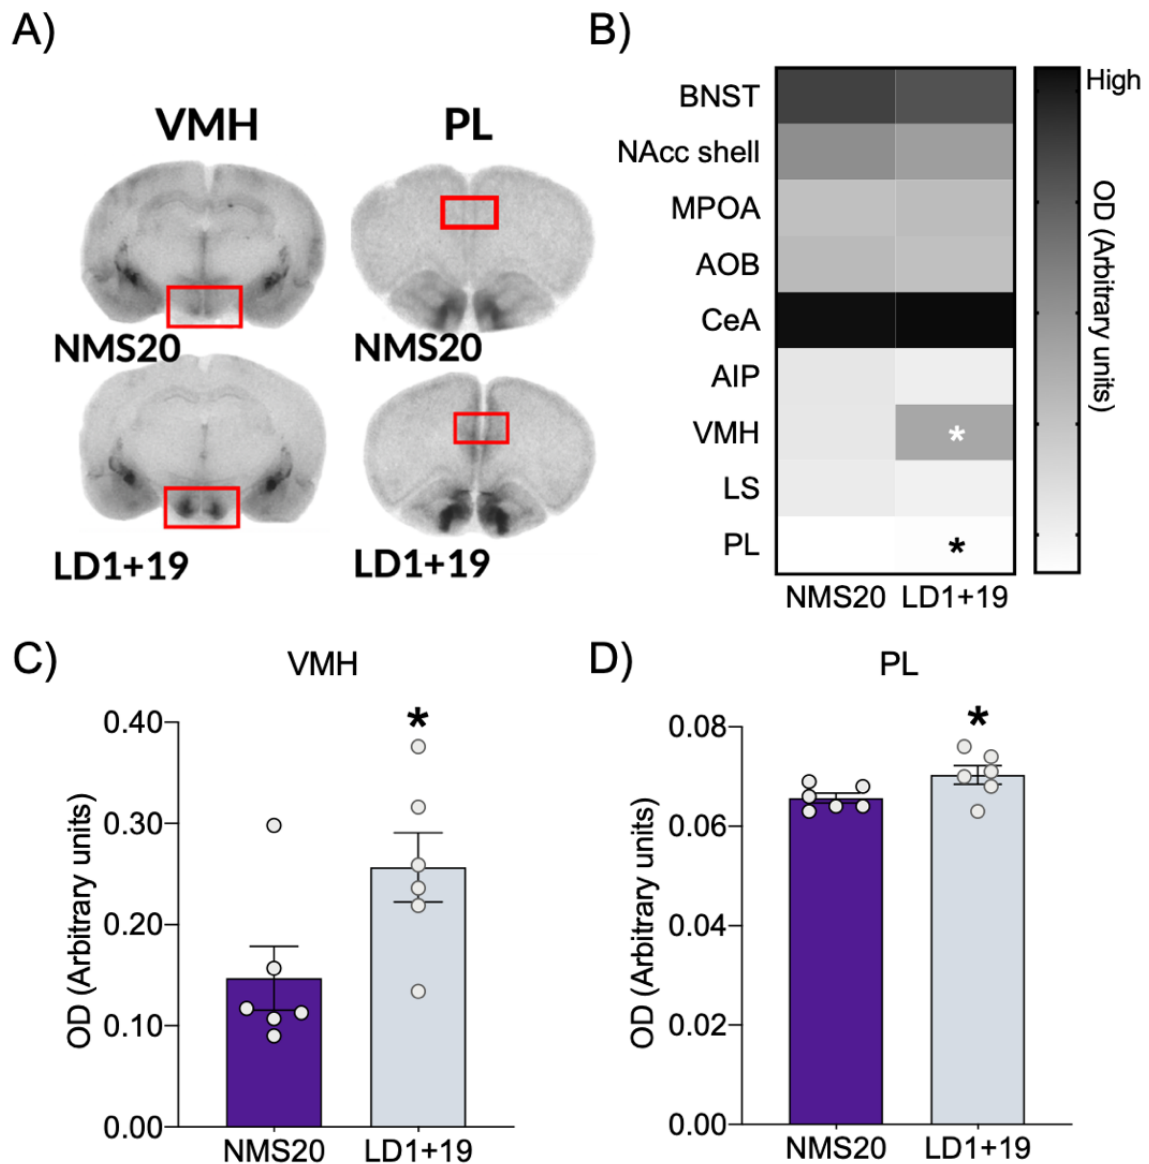 A)
VMH PL
NMS20 NMS20
LD1+19 LD1+19
B)
BNST
NAcc shell
MPOA
AOB
CeA
AIP
VMH *
LS
PL *
NMS20 LD1+19
High
OD (Arbitrary units)
C)
VMH
*
0.40
0.30
0.20
0.10
0.00
OD (Arbitrary units)
NMS20 LD1+19
D)
PL
*
0.08
0.06
0.04
0.02
0.00
OD (Arbitrary units)
NMS20 LD1+19